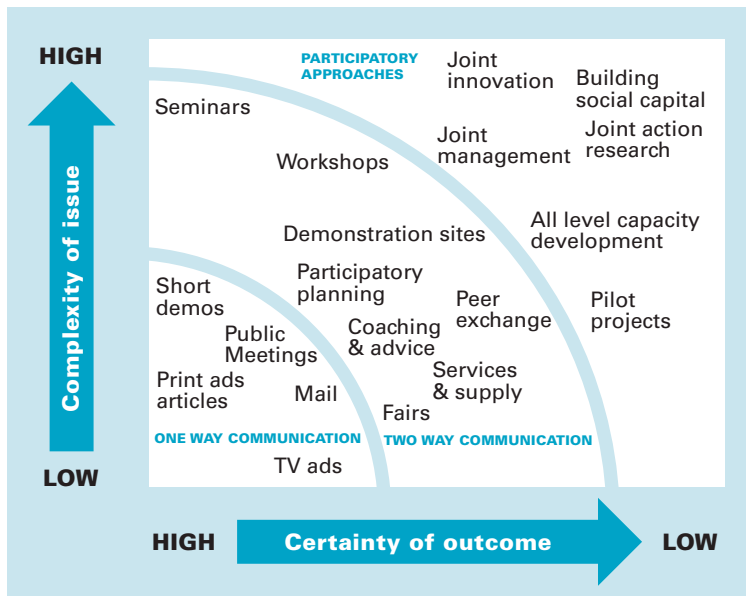 HIGH
PARTICIPATORY
APPROACHES
Joint
innovation
Building
social capital
Seminars
Joint
management
Joint action
research
Workshops
Complexity of issue
All level capacity
development
Demonstration sites
Participatory
planning
Short
demos
Peer
exchange
Pilot
projects
Public
Meetings
Coaching
& advice
Services
& supply
Print ads
articles
Mail
Fairs
ONE WAY COMMUNICATION
TWO WAY COMMUNICATION
TV ads
LOW
HIGH
Certainty of outcome
LOW